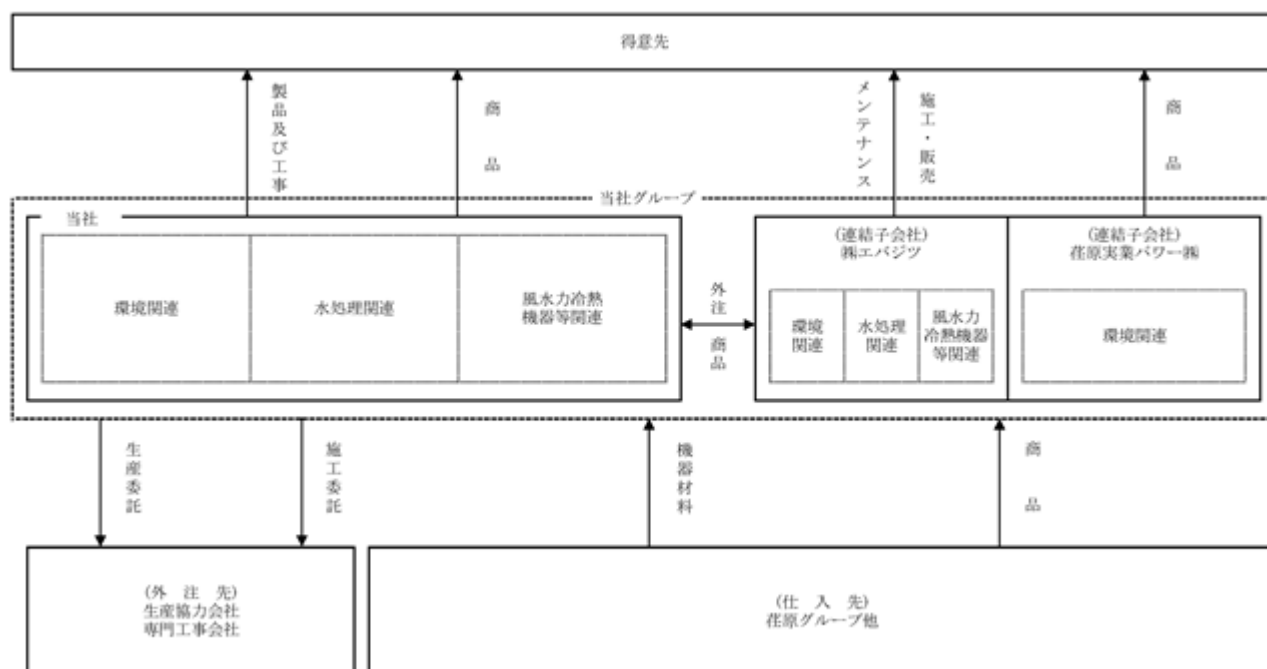 得意先
製品及び工事
商品
メンテナンス
施工・販売
商品
当社グループ
当社
環境関連
水処理関連
風水力冷熱
機器等関連
外注
商品
(連結子会社)
㈱エバジツ
環境
関連
水処理
関連
風水力
冷熱機器
等関連
(連結子会社)
荏原実業パワー㈱
環境関連
生産委託
施工委託
機器材料
商品
(外 注 先)
生産協力会社
専門工事会社
(仕 入 先)
荏原グループ他